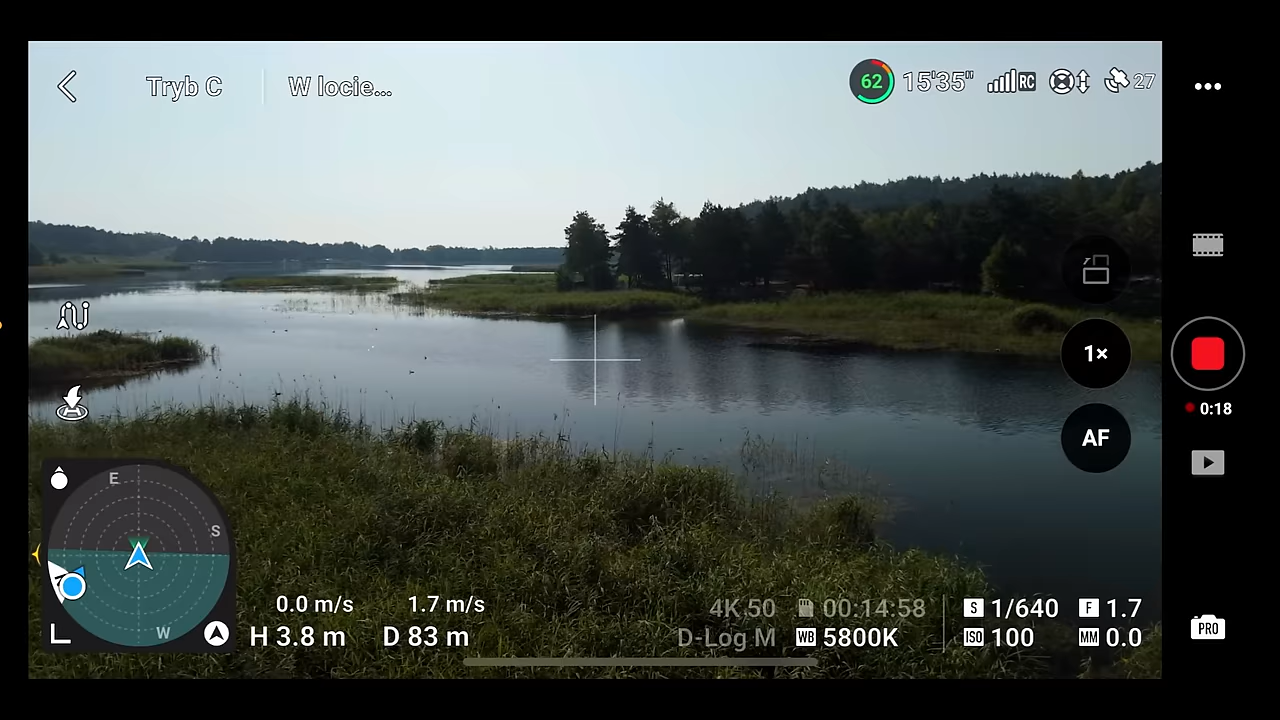 Tryb C
W locie...
62
15'35"
RC
27
1×
0:18
AF
E
S
W
0.0 m/s
1.7 m/s
H 3.8 m
D 83 m
4K 50
00:14:58
D-Log M
WB 5800K
S 1/640
F 1.7
ISO 100
MM 0.0
PRO